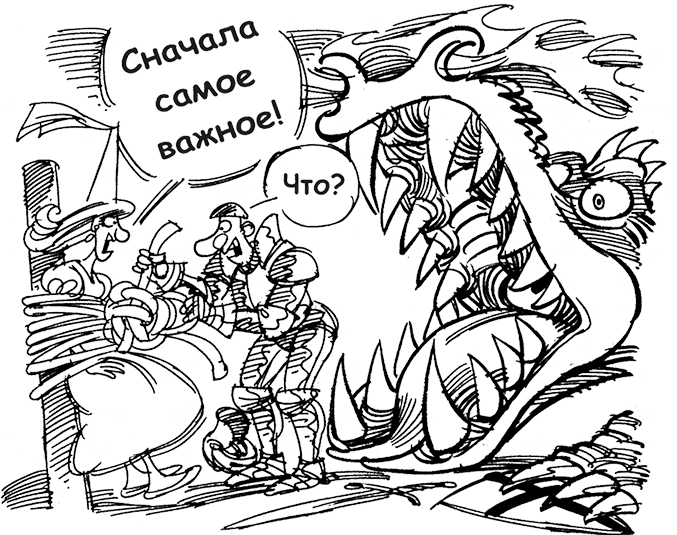 Сначала
самое
важное!
Что?